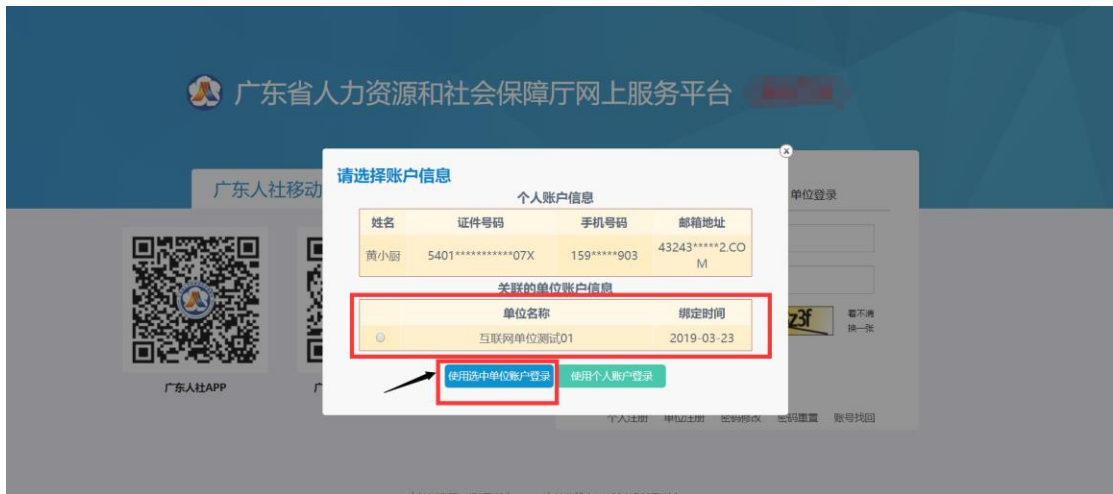 广东省人力资源和社会保障厅网上服务平台
广东人社移动
单位登录
请选择账户信息
个人账户信息
姓名 证件号码 手机号码 邮箱地址
黄小厨 5401***********07X 159*****903 43243*****2.CO
M
关联的单位账户信息
单位名称 绑定时间
互联网单位测试01 2019-03-23
z3f
看不清
换一张
使用选中单位账户登录 使用个人账户登录
广东人社APP
个人注册 单位注册 密码修改 密码重置 账号找回